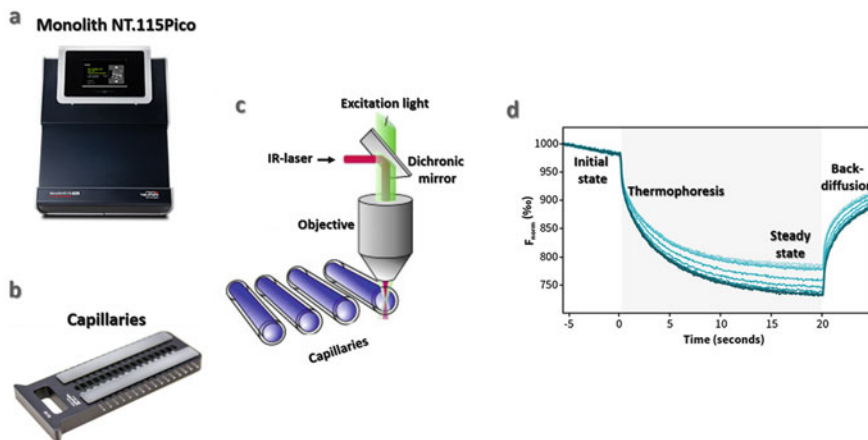 a
Monolith NT.115Pico
b
Capillaries
c
Excitation light
IR-laser
Dichronic
mirror
Objective
Capillaries
d
1000
950
900
850
800
750
Fnorm (‰)
Initial
state
Thermophoresis
Steady
state
Back-
diffusion
-5
0
5
10
15
20
Time (seconds)